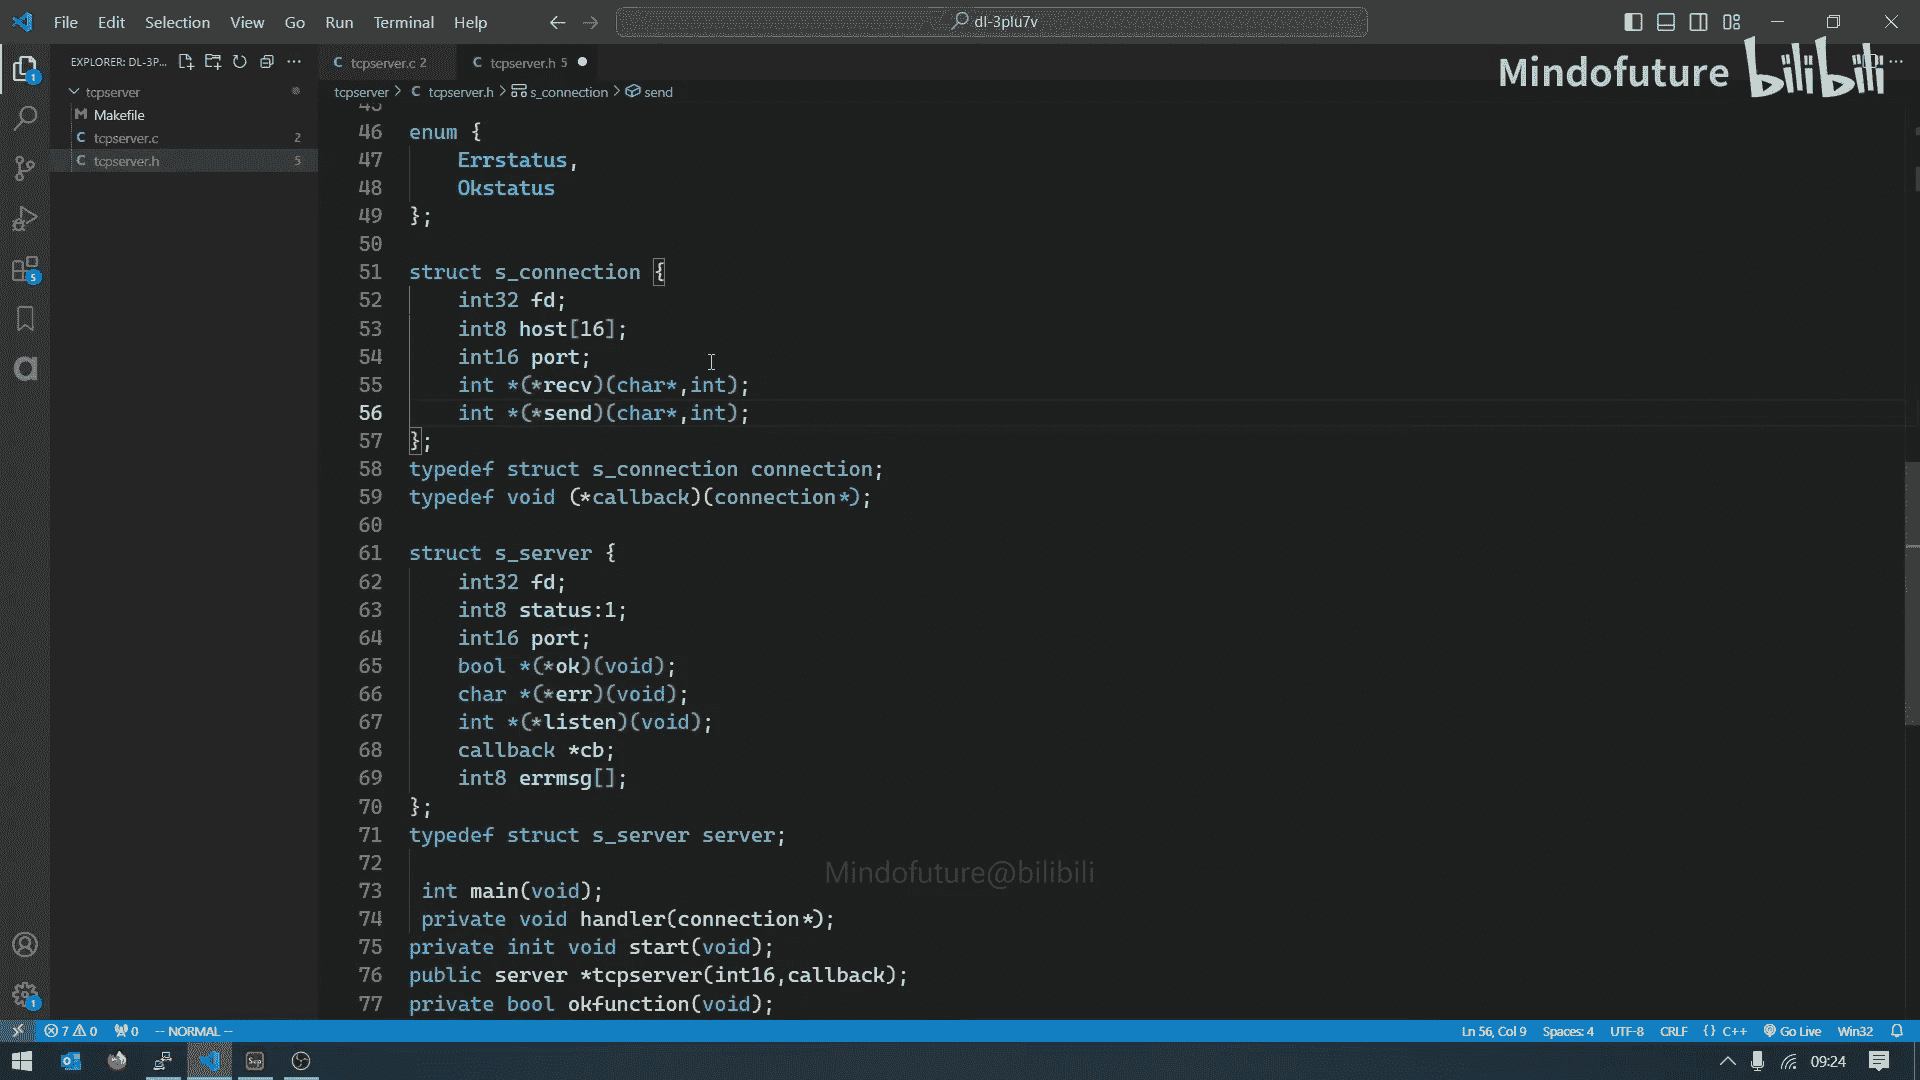 File Edit Selection View Go Run Terminal Help
dl-3plu7v
Mindofuture bilibili
EXPLORER: DL-3P...
tcpserver.c 2
tcpserver.h 5
tcpserver > C tcpserver.h > s_connection > send
tcpserver
M Makefile
C tcpserver.c 2
C tcpserver.h 5
45
46 enum {
47 Errstatus,
48 Okstatus
49 };
50
51 struct s_connection {
52 int32 fd;
53 int8 host[16];
54 int16 port;
55 int *(*recv)(char*,int);
56 int *(*send)(char*,int);
57 };
58 typedef struct s_connection connection;
59 typedef void (*callback)(connection*);
60
61 struct s_server {
62 int32 fd;
63 int8 status:1;
64 int16 port;
65 bool *(*ok)(void);
66 char *(*err)(void);
67 int *(*listen)(void);
68 callback *cb;
69 int8 errmsg[];
70 };
71 typedef struct s_server server;
72
73 int main(void);
74 private void handler(connection*);
75 private init void start(void);
76 public server *tcpserver(int16,callback);
77 private bool okfunction(void);
Mindofuture@bilibili
7 0 0 -- NORMAL -- Ln 56, Col 9 Spaces: 4 UTF-8 CRLF {} C++ Go Live Win32
09:24